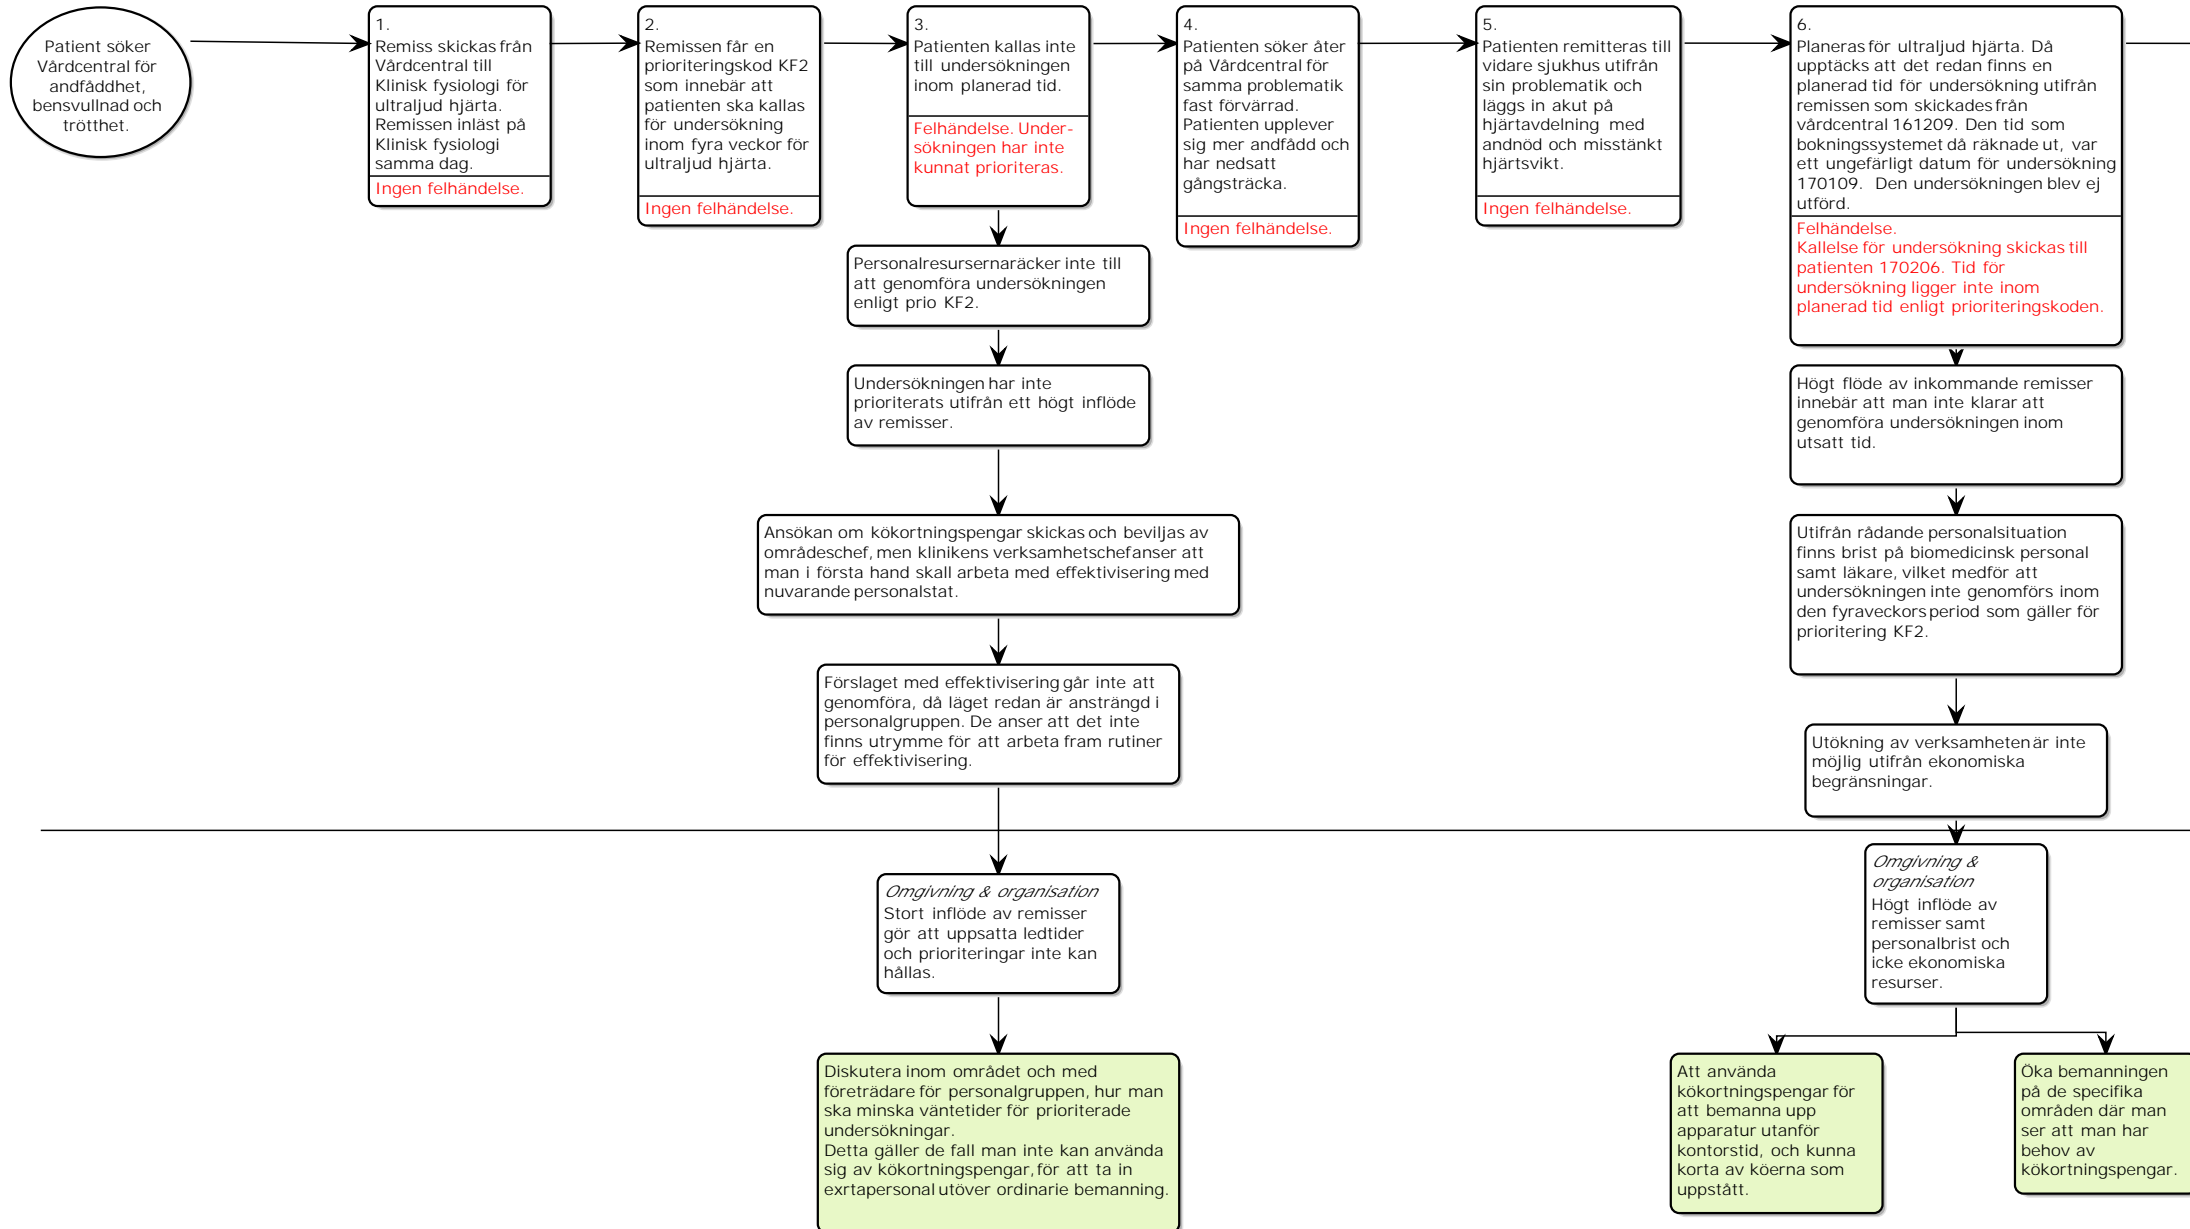 Patient söker
Vårdcentral för
andfåddhet,
bensvullnad och
trötthet.
1.
Remiss skickas från
Vårdcentral till
Klinisk fysiologi för
ultraljud hjärta.
Remissen inläst på
Klinisk fysiologi
samma dag.
Ingen felhändelse.
2.
Remissen får en
prioriteringskod KF2
som innebär att
patienten ska kallas
för undersökning
inom fyra veckor för
ultraljud hjärta.
Ingen felhändelse.
3.
Patienten kallas inte
till undersökningen
inom planerad tid.
Felhändelse. Under-
sökningen har inte
kunnat prioriteras.
4.
Patienten söker åter
på Vårdcentral för
samma problematik
fast förvärrad.
Patienten upplever
sig mer andfådd och
har nedsatt
gångsträcka.
Ingen felhändelse.
5.
Patienten remitteras till
vidare sjukhus utifrån
sin problematik och
läggs in akut på
hjärtavdelning med
andnöd och misstänkt
hjärtsvikt.
Ingen felhändelse.
6.
Planeras för ultraljud hjärta. Då
upptäcks att det redan finns en
planerad tid för undersökning utifrån
remissen som skickades från
vårdcentral 161209. Den tid som
bokningssystemet då räknade ut, var
ett ungefärligt datum för undersökning
170109. Den undersökningen blev ej
utförd.
Felhändelse.
Kallelse för undersökning skickas till
patienten 170206. Tid för
undersökning ligger inte inom
planerad tid enligt prioriteringskoden.
Personalresursernaräcker inte till
att genomföra undersökningen
enligt prio KF2.
Undersökningen har inte
prioriterats utifrån ett högt inflöde
av remisser.
Ansökan om kökortningspengar skickas och beviljas av
områdeschef, men klinikens verksamhetschefanser att
man i första hand skall arbeta med effektivisering med
nuvarande personalstat.
Förslaget med effektivisering går inte att
genomföra, då läget redan är ansträngd i
personalgruppen. De anser att det inte
finns utrymme för att arbeta fram rutiner
för effektivisering.
Högt flöde av inkommande remisser
innebär att man inte klarar att
genomföra undersökningen inom
utsatt tid.
Utifrån rådande personalsituation
finns brist på biomedicinsk personal
samt läkare, vilket medför att
undersökningen inte genomförs inom
den fyraveckors period som gäller för
prioritering KF2.
Utökning av verksamheten är inte
möjlig utifrån ekonomiska
begränsningar.
Omgivning & organisation
Stort inflöde av remisser
gör att uppsatta ledtider
och prioriteringar inte kan
hållas.
Omgivning &
organisation
Högt inflöde av
remisser samt
personalbrist och
icke ekonomiska
resurser.
Diskutera inom området och med
företrädare för personalgruppen, hur man
ska minska väntetider för prioriterade
undersökningar.
Detta gäller de fall man inte kan använda
sig av kökortningspengar, för att ta in
exrtapersonal utöver ordinarie bemanning.
Att använda
kökortningspengar för
att bemanna upp
apparatur utanför
kontorstid, och kunna
korta av köerna som
uppstått.
Öka bemanningen
på de specifika
områden där man
ser att man har
behov av
kökortningspengar.